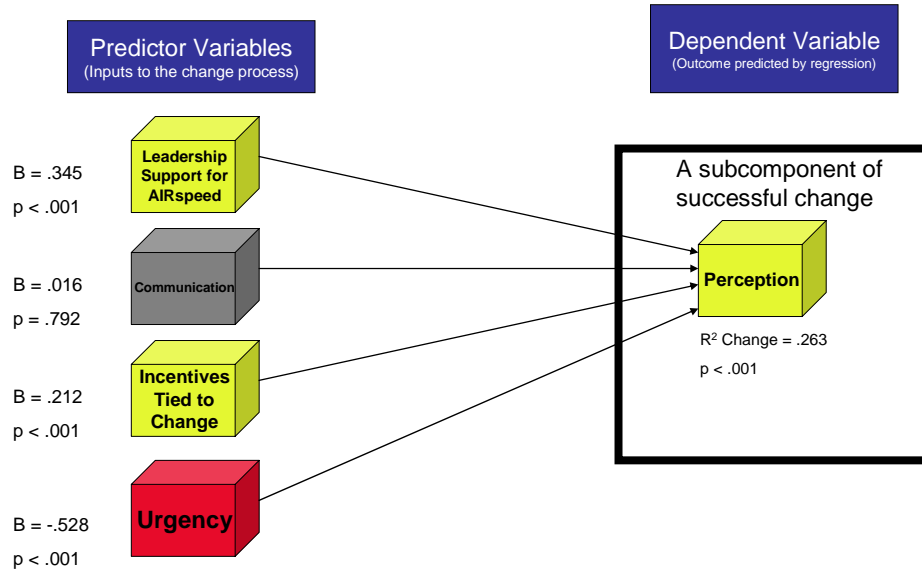 Predictor Variables
(Inputs to the change process)
Dependent Variable
(Outcome predicted by regression)
B = .345
p < .001
Leadership
Support for
AIRspeed
A subcomponent of
successful change
B = .016
p = .792
Communication
Perception
R² Change = .263
p < .001
B = .212
p < .001
Incentives
Tied to
Change
B = -.528
p < .001
Urgency